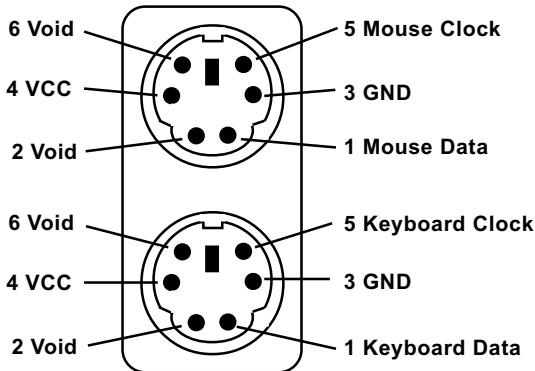 6 Void
5 Mouse Clock
4 VCC
3 GND
2 Void
1 Mouse Data
6 Void
5 Keyboard Clock
4 VCC
3 GND
2 Void
1 Keyboard Data